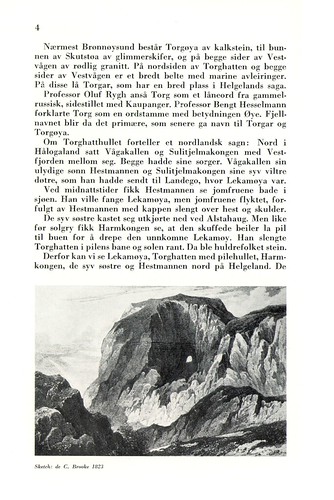 4
Nærmest Brønnøysund består Torgøya av kalkstein, til bun-
nen av Skutstøa av glimmerskifer, og på begge sider av Vest-
vågen av rødlig granitt. På nordsiden av Torghatten og begge
sider av Vestvågen er et bredt belte med marine avleiringer.
På disse lå Torgar, som har en bred plass i Helgelands saga.
Professor Oluf Rygh anså Torg som et låneord fra gammel-
russisk, sidestillet med Kaupanger. Professor Bengt Hesselmann
forklarte Torg som en ordstamme med betydningen Øye. Fjell-
navnet blir da det primære, som senere ga navn til Torgar og
Torgøya.
Om Torghatthullet forteller et nordlandsk sagn: Nord i
Hålogaland satt Vågakallen og Sulitjelmakongen med Vest-
fjorden mellom seg. Begge hadde sine sorger. Vågakallen sin
ulydige sonn Hestmannen og Sulitjelmakongen sine syv viltre
døtre, som han hadde sendt til Landego, hvor Lekamøya var.
Ved midnattstider fikk Hestmannen se jomfruene bade i
sjøen. Han ville fange Lekamøya, men jomfruene flyktet, for-
fulgt av Hestmannen med kappen slengt over hest og skulder.
De syv søstre kastet seg utkjørte ned ved Alstahaug. Men like
før solgry fikk Harmkongen se, at den skuffede beiler la pil
til buen for å drepe den unnkomne Lekamøy. Han slengte
Torghatten i pilens bane og solen rant. Da ble huldrefolket stein.
Derfor kan vi se Lekamøya, Torghatten med pilehullet, Harm-
kongen, de syv søstre og Hestmannen nord på Helgeland. De
Sketch: de C. Brooke 1823